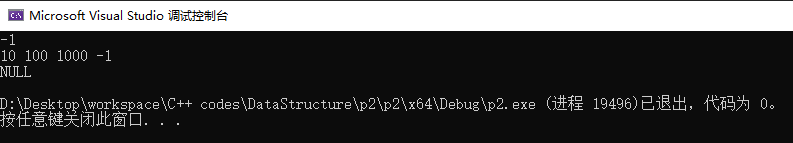 Microsoft Visual Studio 调试控制台
-1
10 100 1000 -1
NULL
D:\Desktop\workspace\C++ codes\DataStructure\p2\p2\x64\Debug\p2.exe (进程 19496)已退出，代码为 0。
按任意键关闭此窗口. . .